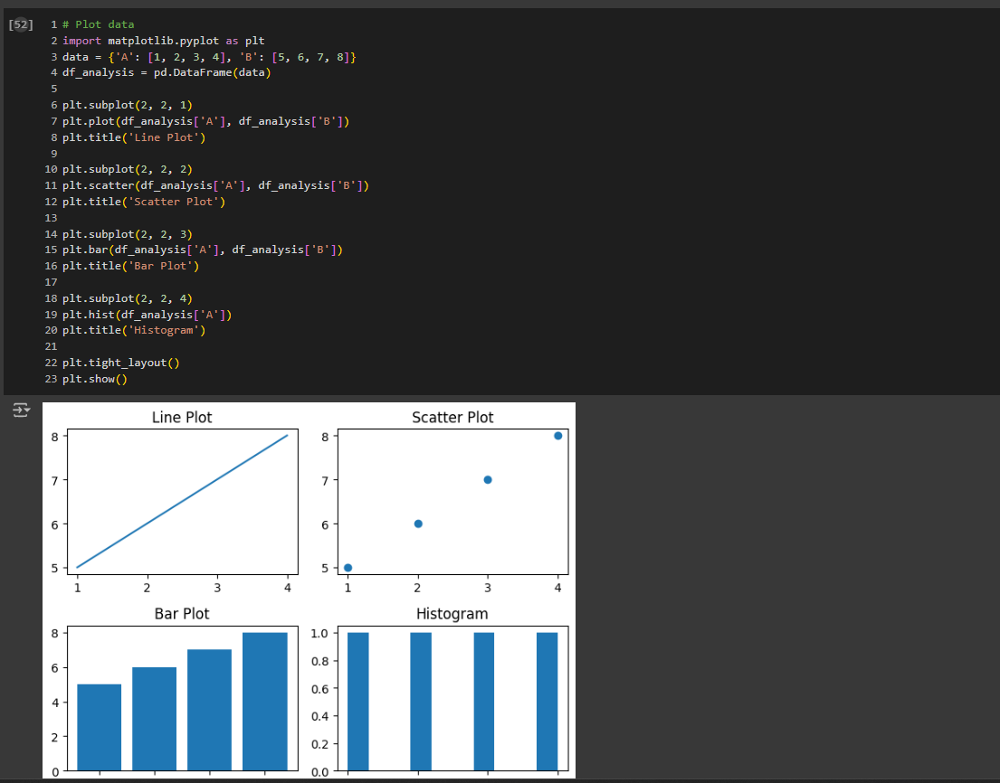 [52]
1 # Plot data
2 import matplotlib.pyplot as plt
3 data = {'A': [1, 2, 3, 4], 'B': [5, 6, 7, 8]}
4 df_analysis = pd.DataFrame(data)
5
6 plt.subplot(2, 2, 1)
7 plt.plot(df_analysis['A'], df_analysis['B'])
8 plt.title('Line Plot')
9
10 plt.subplot(2, 2, 2)
11 plt.scatter(df_analysis['A'], df_analysis['B'])
12 plt.title('Scatter Plot')
13
14 plt.subplot(2, 2, 3)
15 plt.bar(df_analysis['A'], df_analysis['B'])
16 plt.title('Bar Plot')
17
18 plt.subplot(2, 2, 4)
19 plt.hist(df_analysis['A'])
20 plt.title('Histogram')
21
22 plt.tight_layout()
23 plt.show()
Line Plot
8
7
6
5
1 2 3 4
Scatter Plot
8
7
6
5
1 2 3 4
Bar Plot
8
6
4
2
0
Histogram
1.0
0.8
0.6
0.4
0.2
0.0